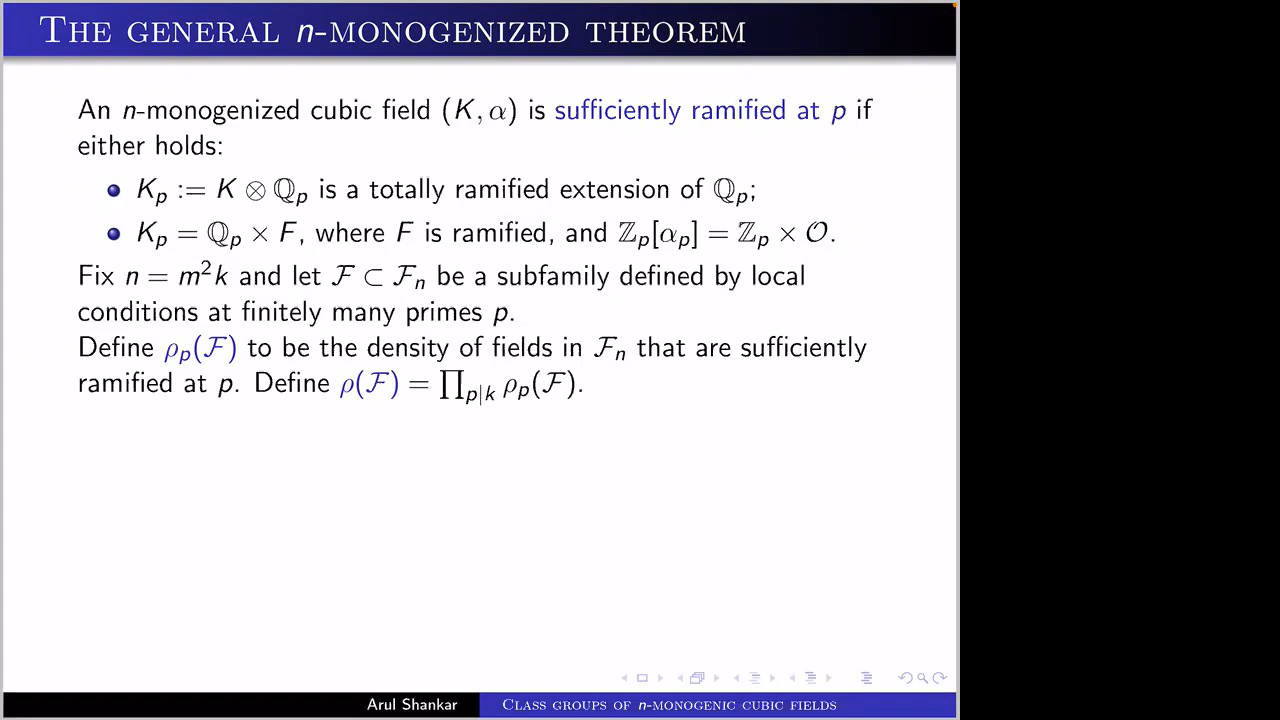 THE GENERAL n-MONOGENIZED THEOREM
An n-monogenized cubic field (K, α) is sufficiently ramified at p if
either holds:
K_p := K ⊗ ℚ_p is a totally ramified extension of ℚ_p;
K_p = ℚ_p × F, where F is ramified, and ℤ_p[α_p] = ℤ_p × 𝒪.
Fix n = m²k and let ℱ ⊂ ℱ_n be a subfamily defined by local
conditions at finitely many primes p.
Define ρ_p(ℱ) to be the density of fields in ℱ_n that are sufficiently
ramified at p. Define ρ(ℱ) = ∏_{p|k} ρ_p(ℱ).
Arul Shankar CLASS GROUPS OF n-MONOGENIC CUBIC FIELDS